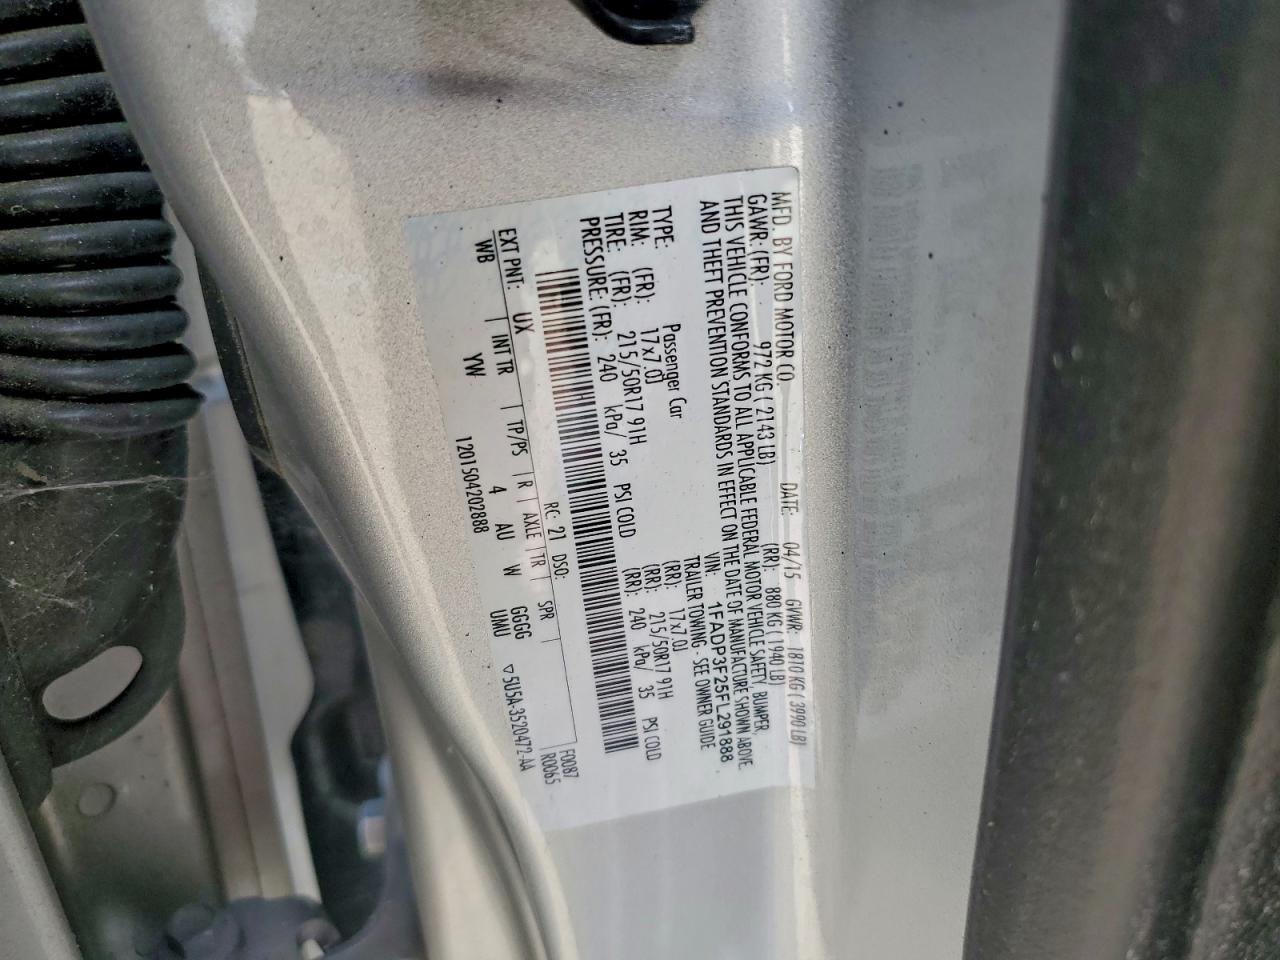 MFD. BY FORD MOTOR CO. DATE: 04/15 GVWR: 1810 KG ( 3990 LB)
GAWR: (FR): 972 KG ( 2143 LB) (RR): 880 KG ( 1940 LB)
THIS VEHICLE CONFORMS TO ALL APPLICABLE FEDERAL MOTOR VEHICLE SAFETY, BUMPER,
AND THEFT PREVENTION STANDARDS IN EFFECT ON THE DATE OF MANUFACTURE SHOWN ABOVE.
VIN: 1FADP3F25FL291888
TYPE: Passenger Car TRAILER TOWING - SEE OWNER GUIDE
RIM: (FR): 17x7.0J (RR): 17x7.0J
TIRE: (FR): 215/50R17 91H (RR): 215/50R17 91H
PRESSURE: (FR): 240 kPa/ 35 PSI COLD (RR): 240 kPa/ 35 PSI COLD
RC: 21 DSO: F0087
EXT PNT: UX R0065
WB | INT TR | TP/PS | R | AXLE | TR | SPR
YW 4 AU W GGGG ▽5U5A-3520472-AA
1201504202888 UMU